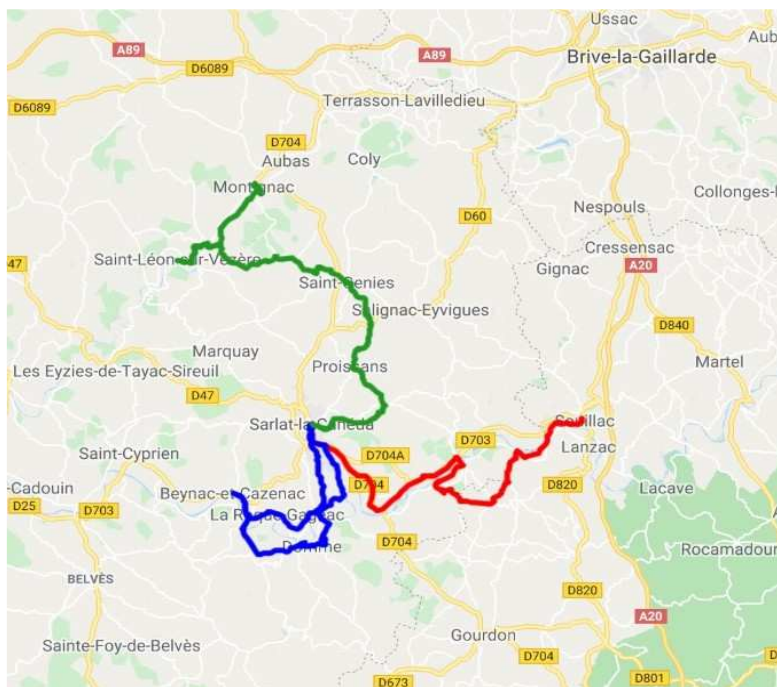 Ussac
A89
Brive-la-Gaillarde
Aub
D6089
A89
D6089
Terrasson-Lavilledieu
D704
Aubas
Coly
Montignac
Collonges-l
Nespouls
D60
Cressensac
47
Saint-Léon-sur-Vézère
Gignac
A20
Saint-Genies
Salignac-Eyvigues
D840
Marquay
Martel
Les Eyzies-de-Tayac-Sireuil
Proissans
D47
Sarlat-la-Canéda
Souillac
D703
Lanzac
Saint-Cyprien
D704A
-Cadouin
Beynac-et-Cazenac
D704
D820
Lacave
D25
D703
La Roque-Gageac
D704
Domme
Rocamadour
BELVÈS
D820
A20
Gourdon
Sainte-Foy-de-Belvès
D704
D673
D801
D